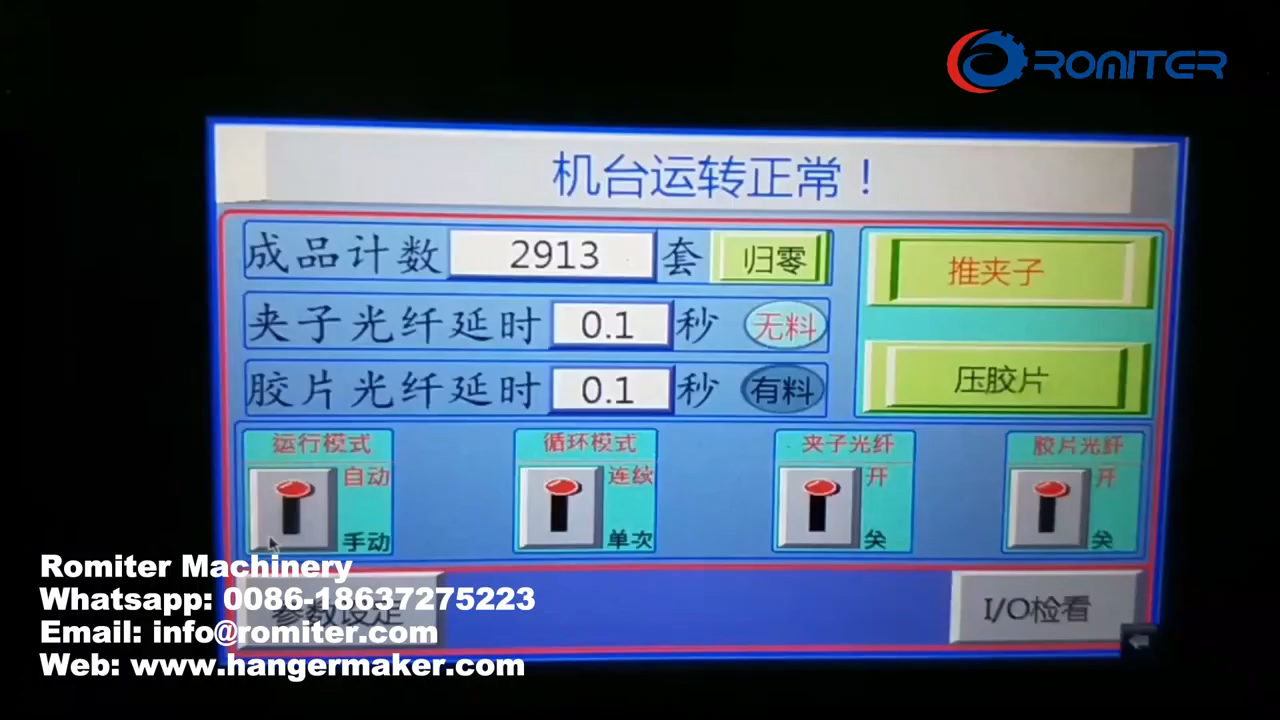 ROMITER
机台运转正常！
成品计数 2913 套 归零
推夹子
夹子光纤延时 0.1 秒 无料
胶片光纤延时 0.1 秒 有料
压胶片
运行模式 循环模式 夹子光纤 胶片光纤
自动 连续 开 开
手动 单次 关 关
参数设定 I/O检看
Romiter Machinery
Whatsapp: 0086-18637275223
Email: info@romiter.com
Web: www.hangermaker.com